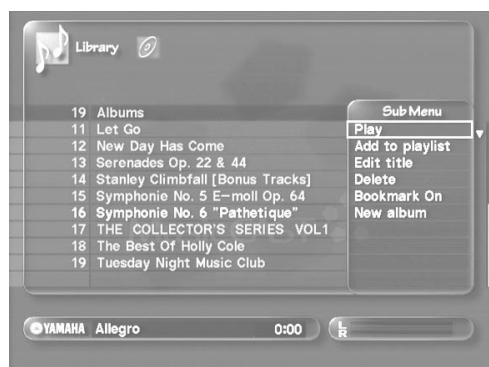 Library
19 Albums
11 Let Go
12 New Day Has Come
13 Serenades Op. 22 & 44
14 Stanley Climbfall [Bonus Tracks]
15 Symphonie No. 5 E-moll Op. 64
16 Symphonie No. 6 "Pathetique"
17 THE COLLECTOR'S SERIES VOL1
18 The Best Of Holly Cole
19 Tuesday Night Music Club
Sub Menu
Play
Add to playlist
Edit title
Delete
Bookmark On
New album
YAMAHA Allegro 0:00
L
R